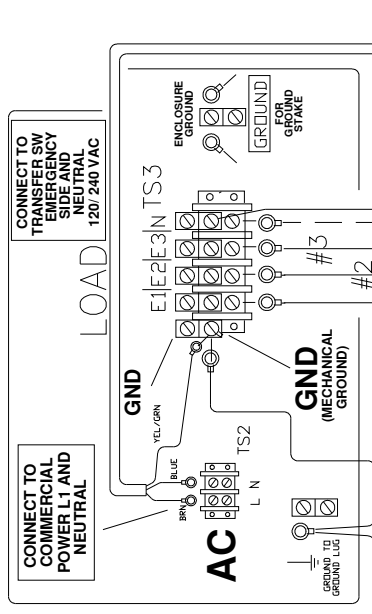 CONNECT TO
TRANSFER SW
EMERGENCY
SIDE AND
NEUTRAL
120/ 240 VAC
ENCLOSURE
GROUND
GROUND
FOR
GROUND
STAKE
LOAD
TS3
E1 E2 E3 N
#3
#2
GND
GND
(MECHANICAL
GROUND)
YEL/GRN
CONNECT TO
COMMERCIAL
POWER L1 AND
NEUTRAL
BLUE
BRN
TS2
L N
AC
GROUND TO
GROUND LUG